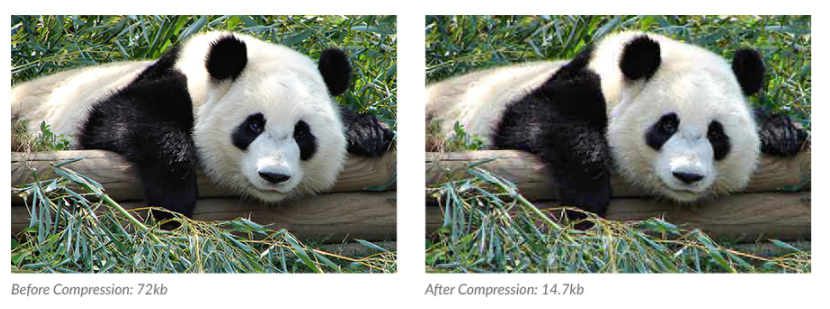 Before Compression: 72kb
After Compression: 14.7kb